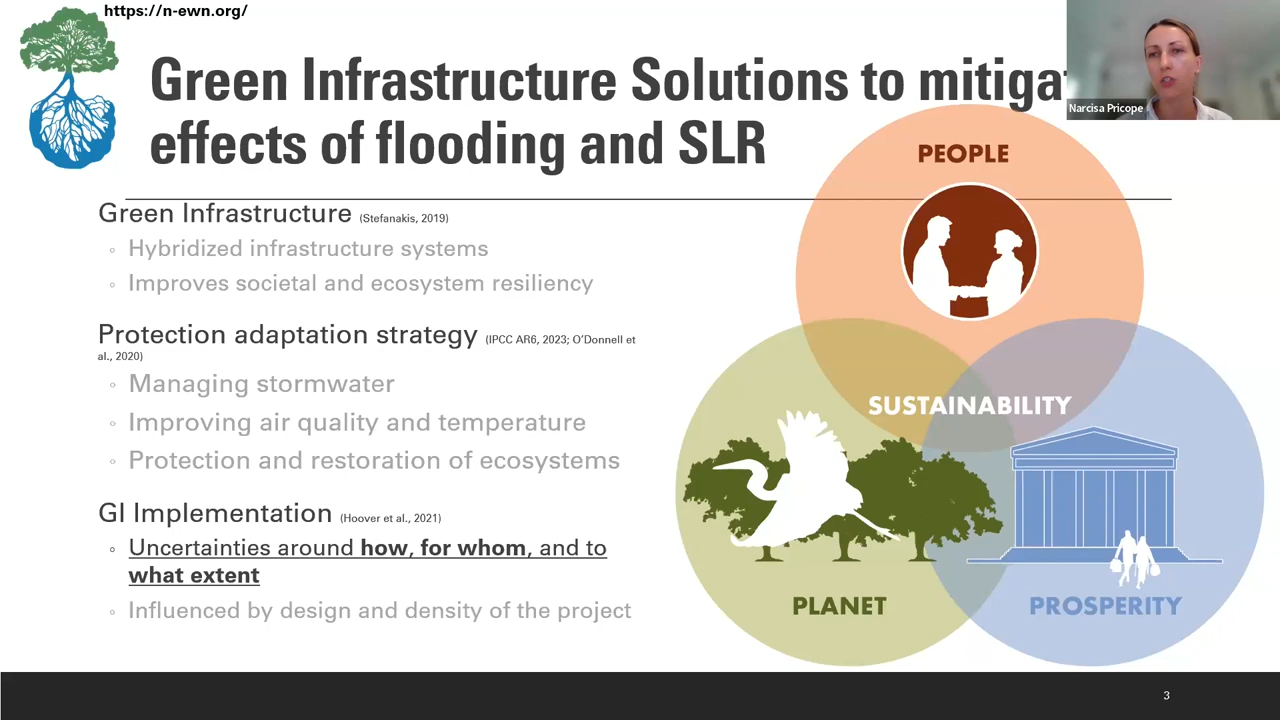 https://n-ewn.org/
Green Infrastructure Solutions to mitigat
effects of flooding and SLR
Narcisa Pricope
Green Infrastructure (Stefanakis, 2019)
◦ Hybridized infrastructure systems
◦ Improves societal and ecosystem resiliency
Protection adaptation strategy (IPCC AR6, 2023; O’Donnell et
al., 2020)
◦ Managing stormwater
◦ Improving air quality and temperature
◦ Protection and restoration of ecosystems
GI Implementation (Hoover et al., 2021)
◦ Uncertainties around how, for whom, and to
what extent
◦ Influenced by design and density of the project
PEOPLE
SUSTAINABILITY
PLANET
PROSPERITY
3